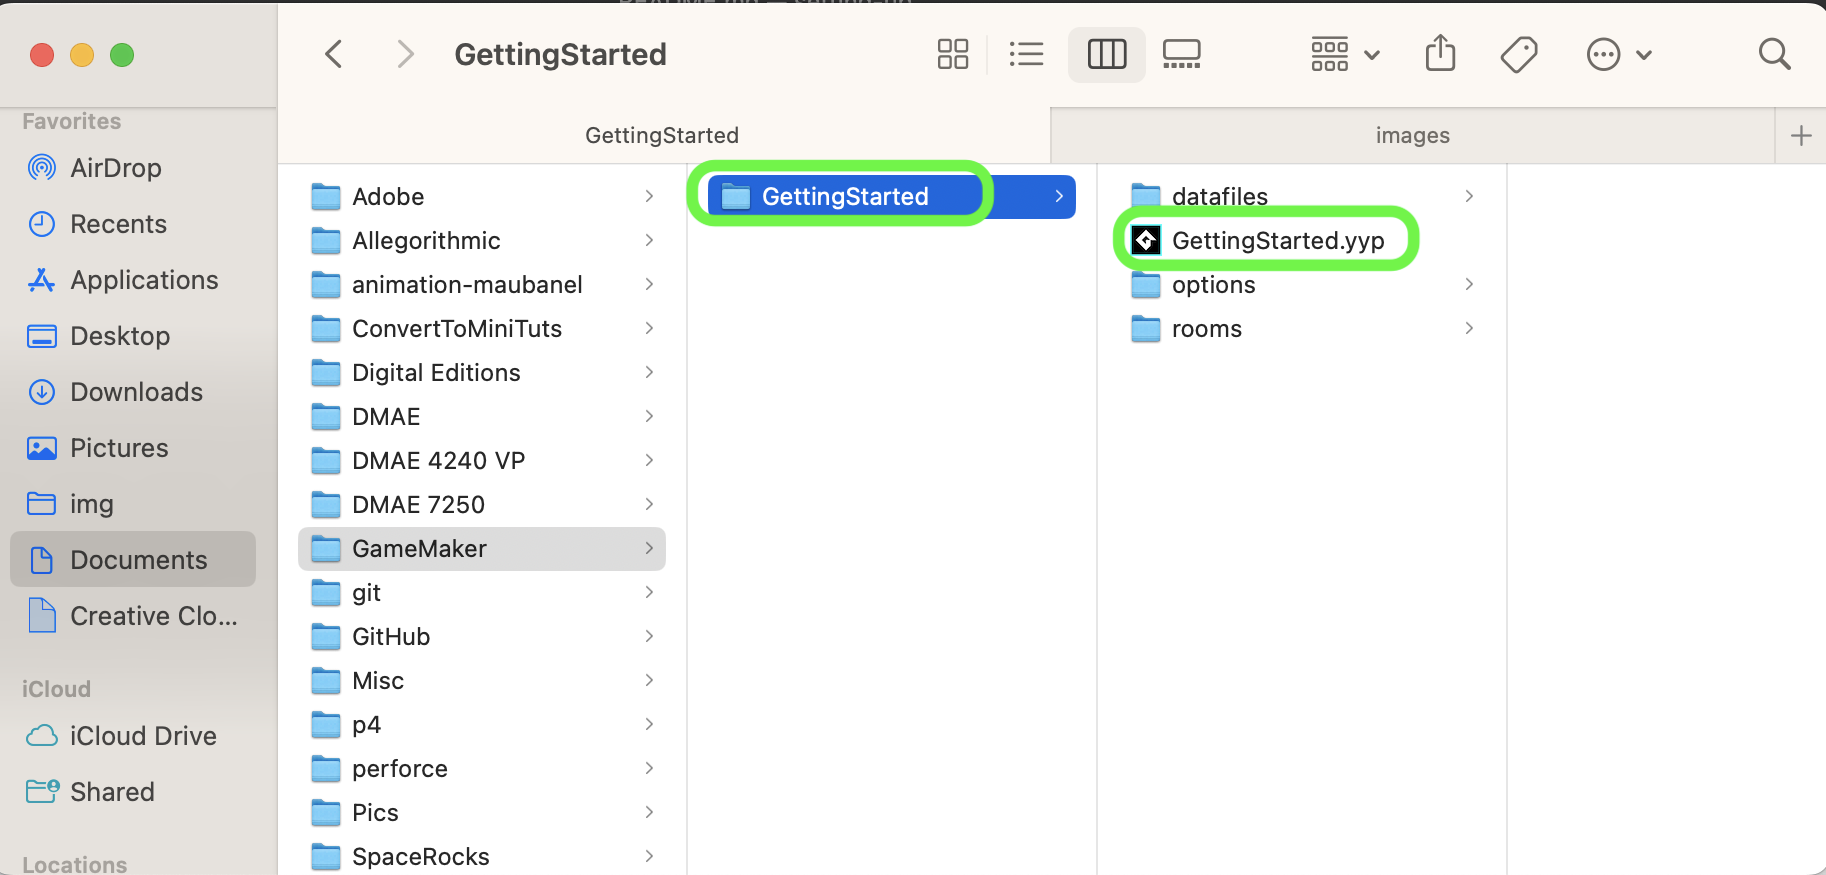 GettingStarted
GettingStarted
images
Favorites
AirDrop
Recents
Applications
Desktop
Downloads
Pictures
img
Documents
Creative Clo...
iCloud
iCloud Drive
Shared
Locations
Adobe
Allegorithmic
animation-maubanel
ConvertToMiniTuts
Digital Editions
DMAE
DMAE 4240 VP
DMAE 7250
GameMaker
git
GitHub
Misc
p4
perforce
Pics
SpaceRocks
GettingStarted
datafiles
GettingStarted.yyp
options
rooms